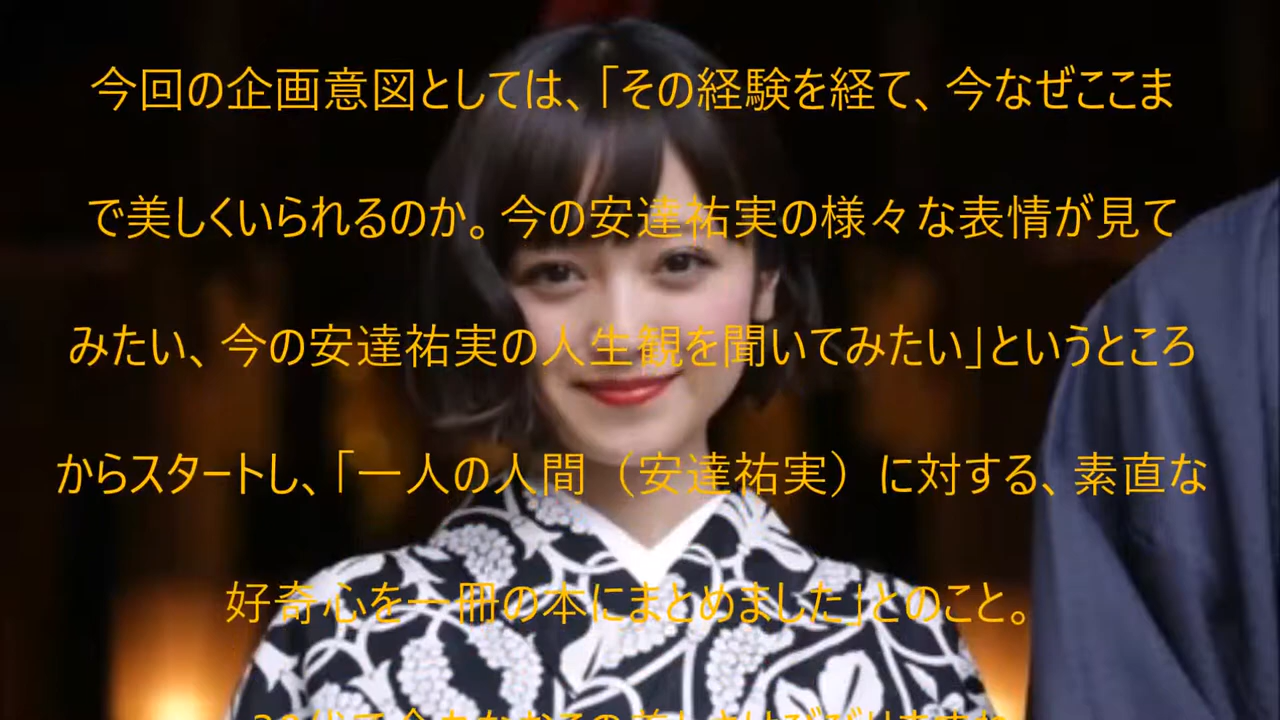 今回の企画意図としては、「その経験を経て、今なぜここま
で美しくいられるのか。今の安達祐実の様々な表情が見て
みたい、今の安達祐実の人生観を聞いてみたい」というところ
からスタートし、「一人の人間（安達祐実）に対する、素直な
好奇心を一冊の本にまとめました」とのこと。